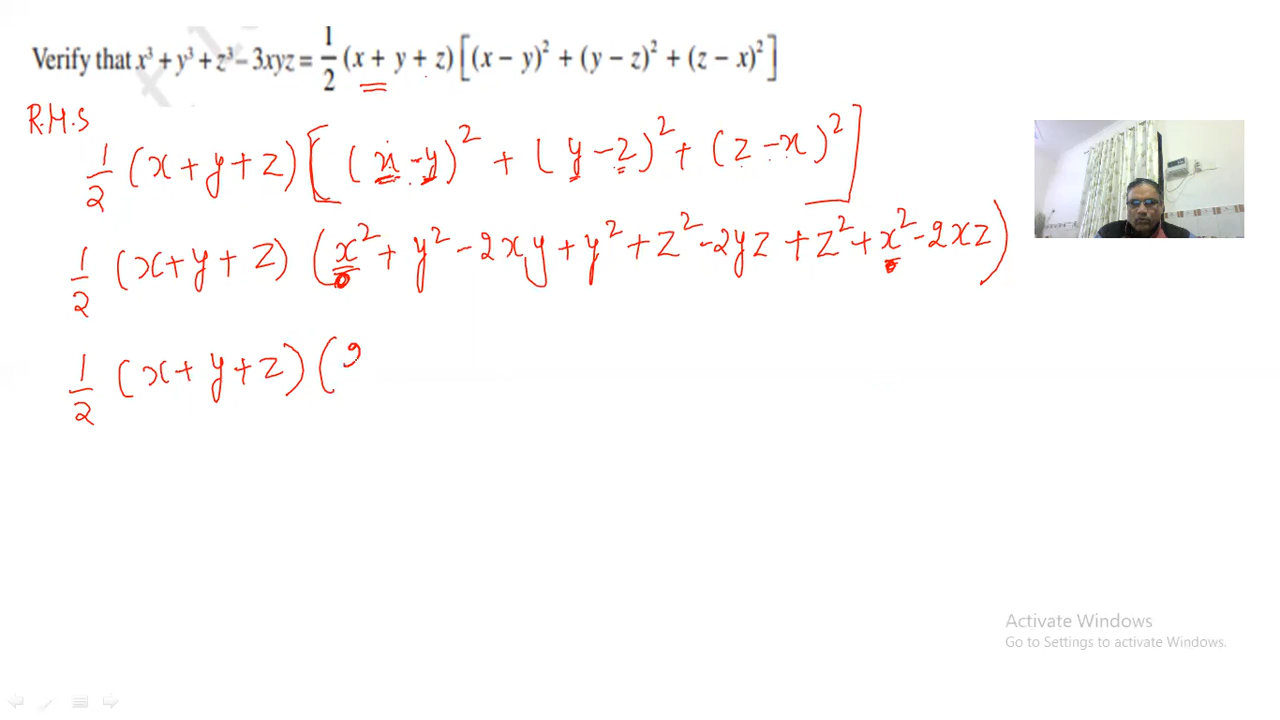 Verify that x³ + y³ + z³ – 3xyz = 1/2 (x + y + z) [(x – y)² + (y – z)² + (z – x)²]
R.H.S
1/2 (x + y + z) [(x - y)² + (y - z)² + (z - x)²]
1/2 (x + y + z) (x² + y² - 2xy + y² + z² - 2yz + z² + x² - 2xz)
1/2 (x + y + z) (2
Activate Windows
Go to Settings to activate Windows.